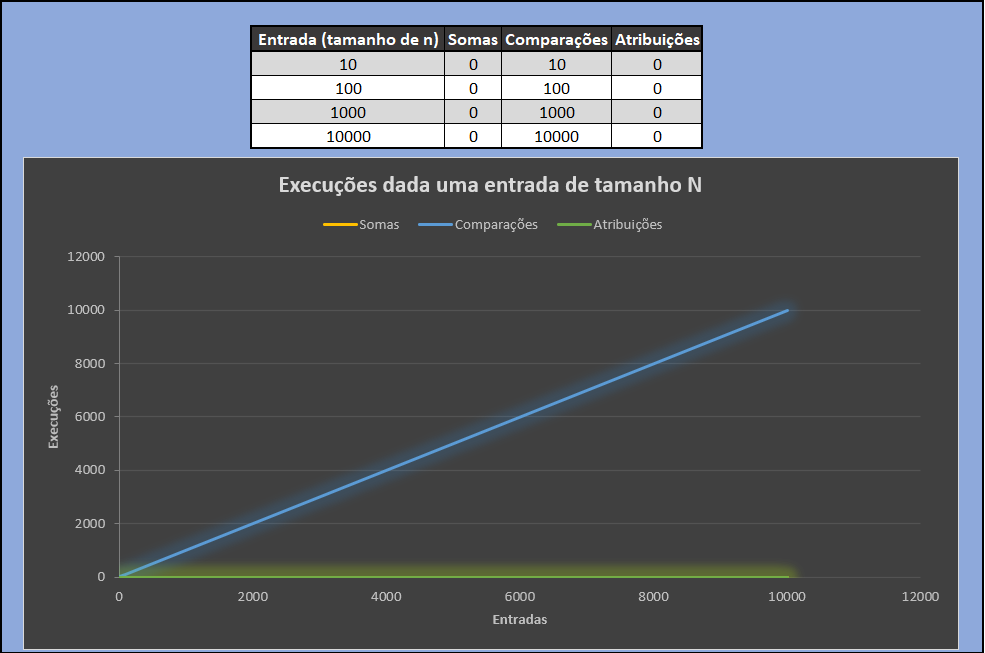 Entrada (tamanho de n) Somas Comparações Atribuições
10 0 10 0
100 0 100 0
1000 0 1000 0
10000 0 10000 0
Execuções dada uma entrada de tamanho N
Somas Comparações Atribuições
12000
10000
8000
6000
4000
2000
0
Execuções
0 2000 4000 6000 8000 10000 12000
Entradas